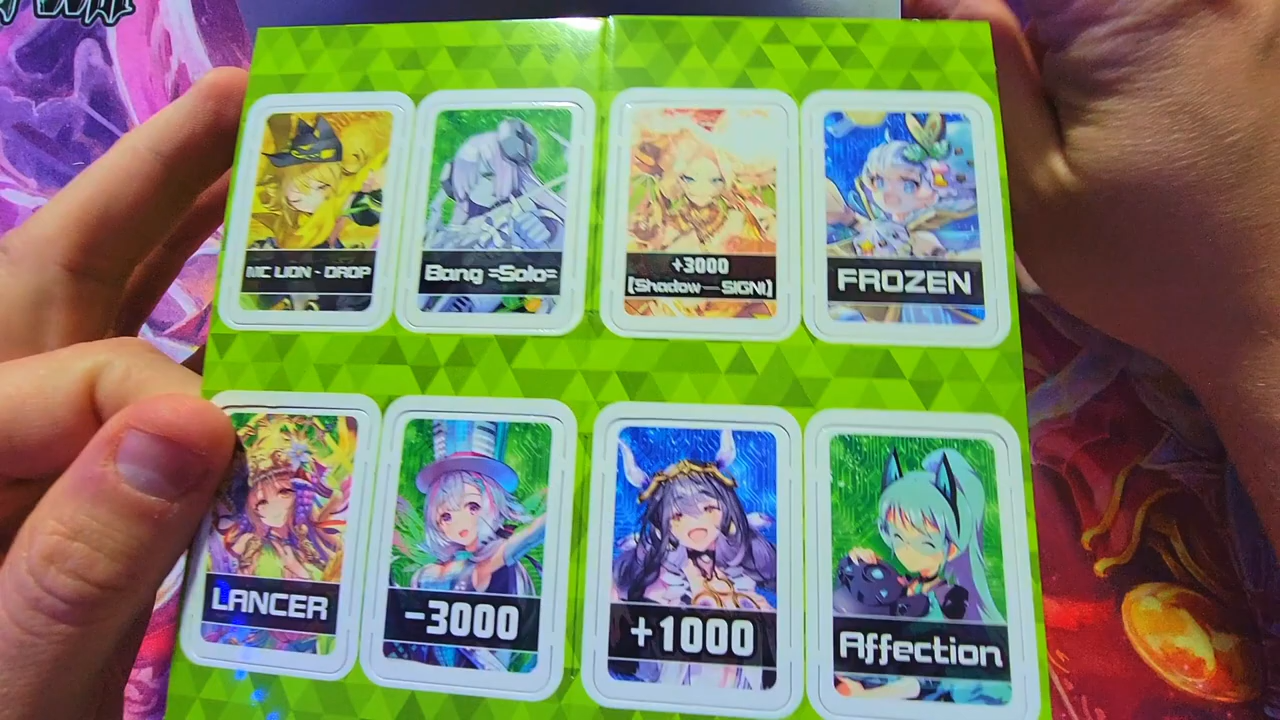 MC LION - DROP
Bang =Solo=
+3000
[Shadow — SIGNI]
FROZEN
LANCER
-3000
+1000
Affection